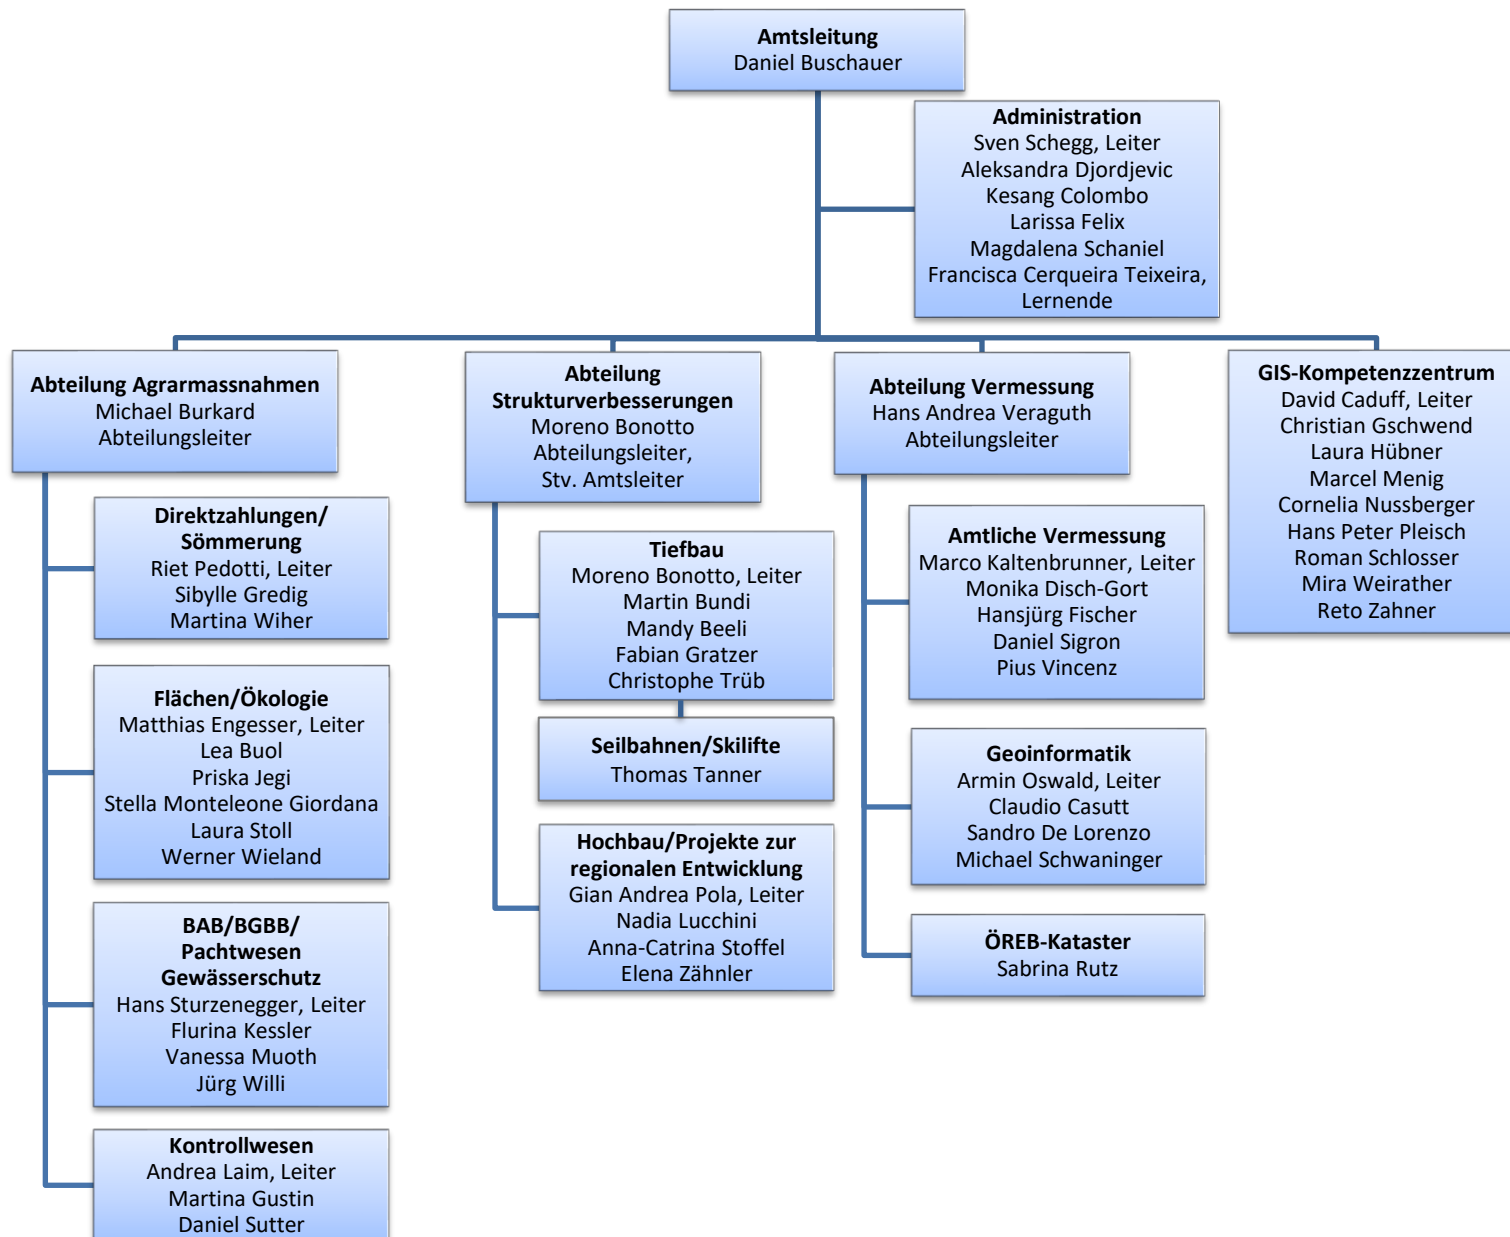 Amtsleitung
Daniel Buschauer
Administration
Sven Schegg, Leiter
Aleksandra Djordjevic
Kesang Colombo
Larissa Felix
Magdalena Schaniel
Francisca Cerqueira Teixeira,
Lernende
Abteilung Agrarmassnahmen
Michael Burkard
Abteilungsleiter
Direktzahlungen/
Sömmerung
Riet Pedotti, Leiter
Sibylle Gredig
Martina Wiher
Flächen/Ökologie
Matthias Engesser, Leiter
Lea Buol
Priska Jegi
Stella Monteleone Giordana
Laura Stoll
Werner Wieland
BAB/BGBB/
Pachtwesen
Gewässerschutz
Hans Sturzenegger, Leiter
Flurina Kessler
Vanessa Muoth
Jürg Willi
Kontrollwesen
Andrea Laim, Leiter
Martina Gustin
Daniel Sutter
Abteilung
Strukturverbesserungen
Moreno Bonotto
Abteilungsleiter,
Stv. Amtsleiter
Tiefbau
Moreno Bonotto, Leiter
Martin Bundi
Mandy Beeli
Fabian Gratzer
Christophe Trüb
Seilbahnen/Skilifte
Thomas Tanner
Hochbau/Projekte zur
regionalen Entwicklung
Gian Andrea Pola, Leiter
Nadia Lucchini
Anna-Catrina Stoffel
Elena Zähnler
Abteilung Vermessung
Hans Andrea Veraguth
Abteilungsleiter
Amtliche Vermessung
Marco Kaltenbrunner, Leiter
Monika Disch-Gort
Hansjürg Fischer
Daniel Sigron
Pius Vincenz
Geoinformatik
Armin Oswald, Leiter
Claudio Casutt
Sandro De Lorenzo
Michael Schwaninger
ÖREB-Kataster
Sabrina Rutz
GIS-Kompetenzzentrum
David Caduff, Leiter
Christian Gschwend
Laura Hübner
Marcel Menig
Cornelia Nussberger
Hans Peter Pleisch
Roman Schlosser
Mira Weirather
Reto Zahner